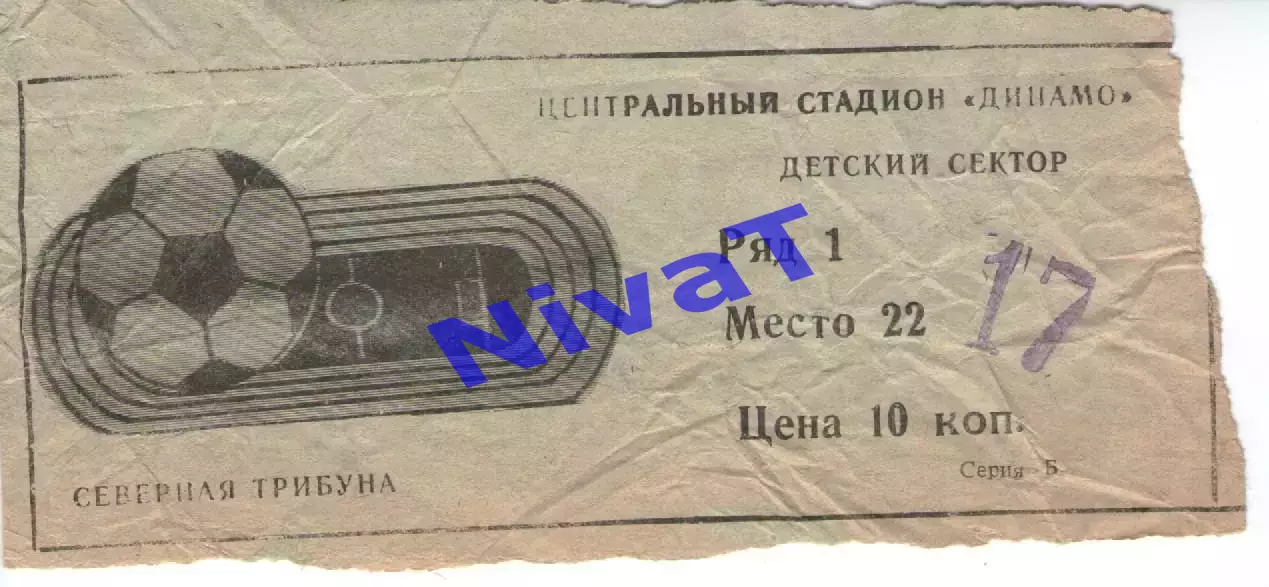 ЦЕНТРАЛЬНЫЙ СТАДИОН «ДИНАМО»
ДЕТСКИЙ СЕКТОР
Ряд 1
17
Место 22
Цена 10 коп.
Серия Б
СЕВЕРНАЯ ТРИБУНА
NivaT